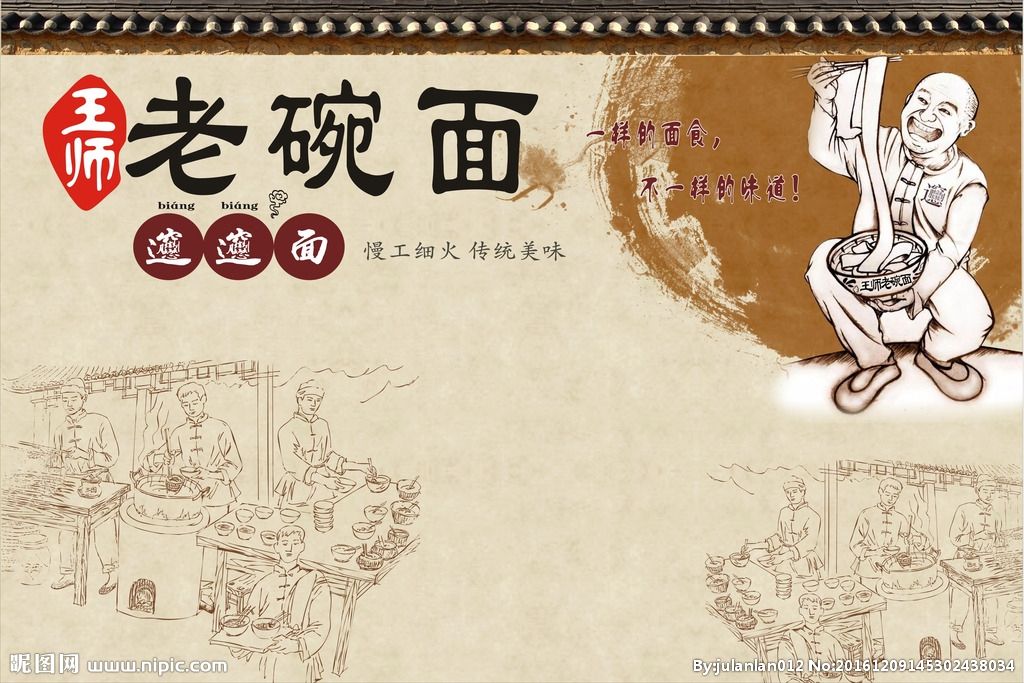 王师
老碗面
biáng biáng
𰻝𰻝面
慢工细火 传统美味
一样的面食，
不一样的味道！
王师老碗面
昵图网 www.nipic.com
By:julanlan012 No:20161209145302438034